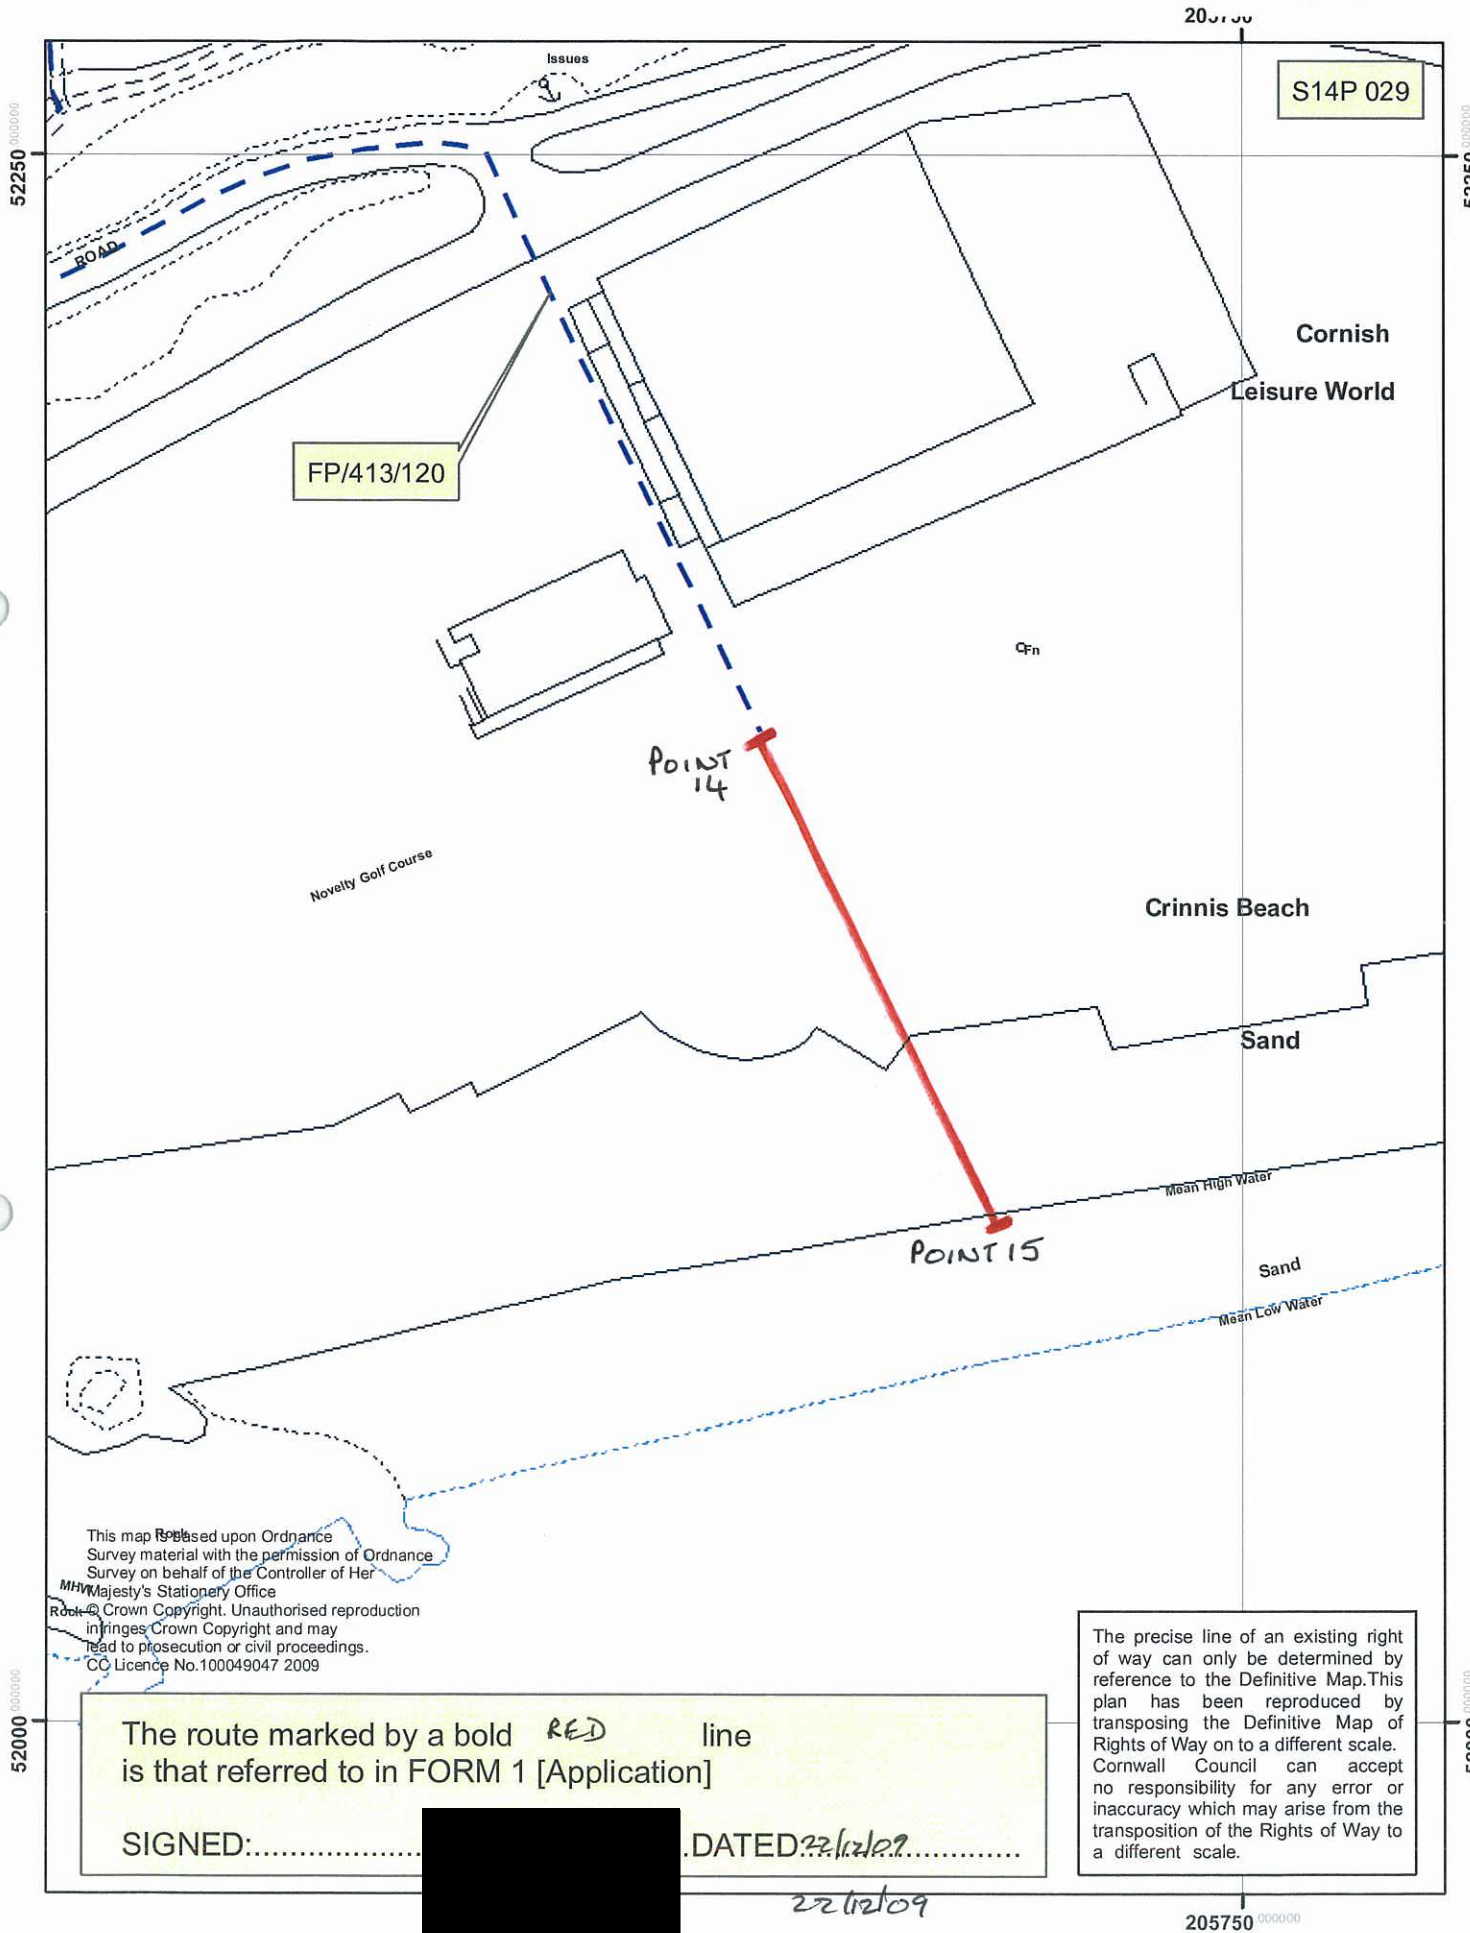 Issues
S14P 029
52250.000000
ROAD
Cornish
Leisure World
FP/413/120
Fn
POINT
14
Novelty Golf Course
Crinnis Beach
Sand
Mean High Water
POINT 15
Sand
Mean Low Water
Rock
This map is based upon Ordnance
Survey material with the permission of Ordnance
Survey on behalf of the Controller of Her
MHW
Majesty's Stationery Office
Rock
© Crown Copyright. Unauthorised reproduction
infringes Crown Copyright and may
lead to prosecution or civil proceedings.
CC Licence No.100049047 2009
The precise line of an existing right
of way can only be determined by
reference to the Definitive Map.This
plan has been reproduced by
transposing the Definitive Map of
Rights of Way on to a different scale.
Cornwall Council can accept
no responsibility for any error or
inaccuracy which may arise from the
transposition of the Rights of Way to
a different scale.
52000.000000
The route marked by a bold RED line
is that referred to in FORM 1 [Application]
SIGNED:..................DATED 22/12/09..........
22/12/09
205750.000000